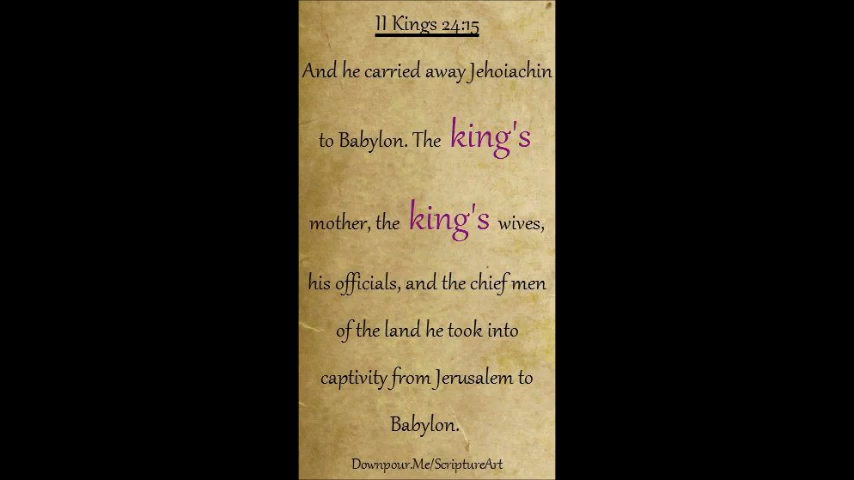 II Kings 24:15
And he carried away Jehoiachin
to Babylon. The king's
mother, the king's wives,
his officials, and the chief men
of the land he took into
captivity from Jerusalem to
Babylon.
Downpour.Me/ScriptureArt